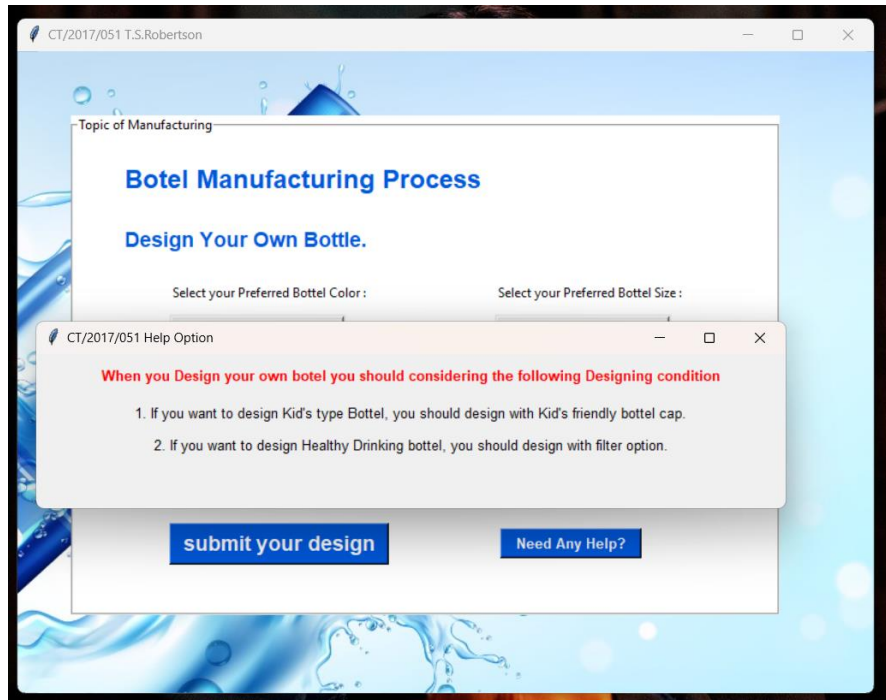 CT/2017/051 T.S.Robertson
Topic of Manufacturing
Botel Manufacturing Process
Design Your Own Bottle.
Select your Preferred Bottel Color :
Select your Preferred Bottel Size :
CT/2017/051 Help Option
When you Design your own botel you should considering the following Designing condition
1. If you want to design Kid's type Bottel, you should design with Kid's friendly bottel cap.
2. If you want to design Healthy Drinking bottel, you should design with filter option.
submit your design
Need Any Help?